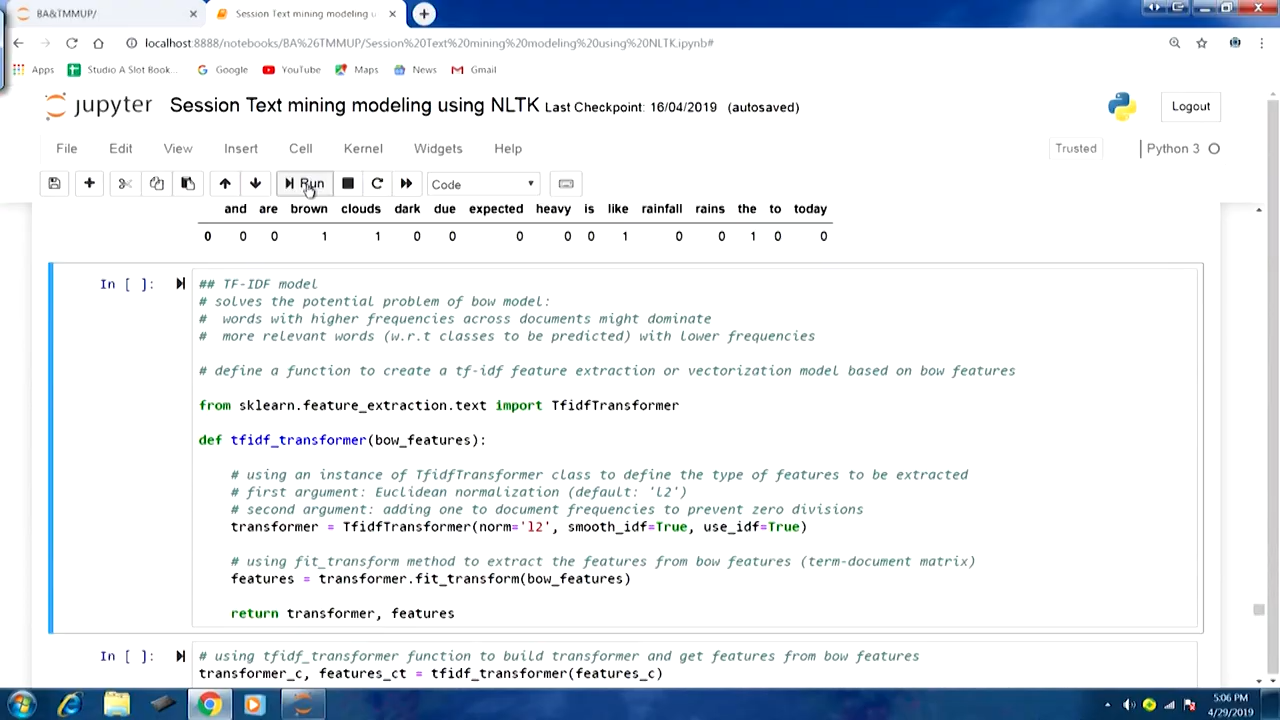 BA&TMMUP/
Session Text mining modeling u
localhost:8888/notebooks/BA%26TMMUP/Session%20Text%20mining%20modeling%20using%20NLTK.ipynb#
Apps Studio A Slot Book... Google YouTube Maps News Gmail
jupyter Session Text mining modeling using NLTK Last Checkpoint: 16/04/2019 (autosaved) Logout
File Edit View Insert Cell Kernel Widgets Help Trusted Python 3
Run Code
and are brown clouds dark due expected heavy is like rainfall rains the to today
0 0 0 1 1 0 0 0 0 0 1 0 0 1 0 0
In [ ]:
## TF-IDF model
# solves the potential problem of bow model:
# words with higher frequencies across documents might dominate
# more relevant words (w.r.t classes to be predicted) with lower frequencies
# define a function to create a tf-idf feature extraction or vectorization model based on bow features
from sklearn.feature_extraction.text import TfidfTransformer
def tfidf_transformer(bow_features):
# using an instance of TfidfTransformer class to define the type of features to be extracted
# first argument: Euclidean normalization (default: 'l2')
# second argument: adding one to document frequencies to prevent zero divisions
transformer = TfidfTransformer(norm='l2', smooth_idf=True, use_idf=True)
# using fit_transform method to extract the features from bow features (term-document matrix)
features = transformer.fit_transform(bow_features)
return transformer, features
In [ ]:
# using tfidf_transformer function to build transformer and get features from bow features
transformer_c, features_ct = tfidf_transformer(features_c)
5:06 PM
4/29/2019